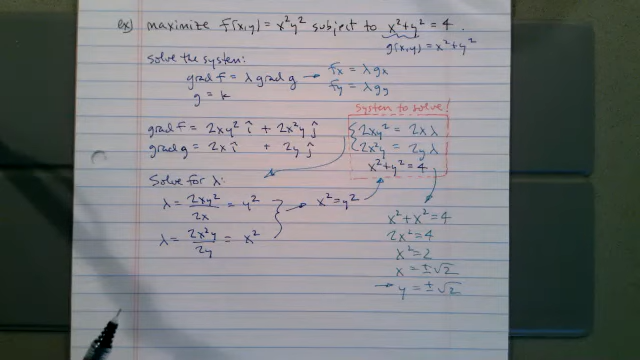 ex) maximize f(x,y) = x²y² subject to x²+y² = 4.
g(x,y) = x²+y²
solve the system:
grad f = λ grad g → fx = λ gx
g = k fy = λ gy
system to solve!
grad f = 2xy² î + 2x²y ĵ
grad g = 2x î + 2y ĵ
2xy² = 2xλ
2x²y = 2yλ
x²+y² = 4
Solve for λ:
λ = 2xy²/2x = y²
λ = 2x²y/2y = x²
→ x² = y²
x² + x² = 4
2x² = 4
x² = 2
x = ±√2
→ y = ±√2